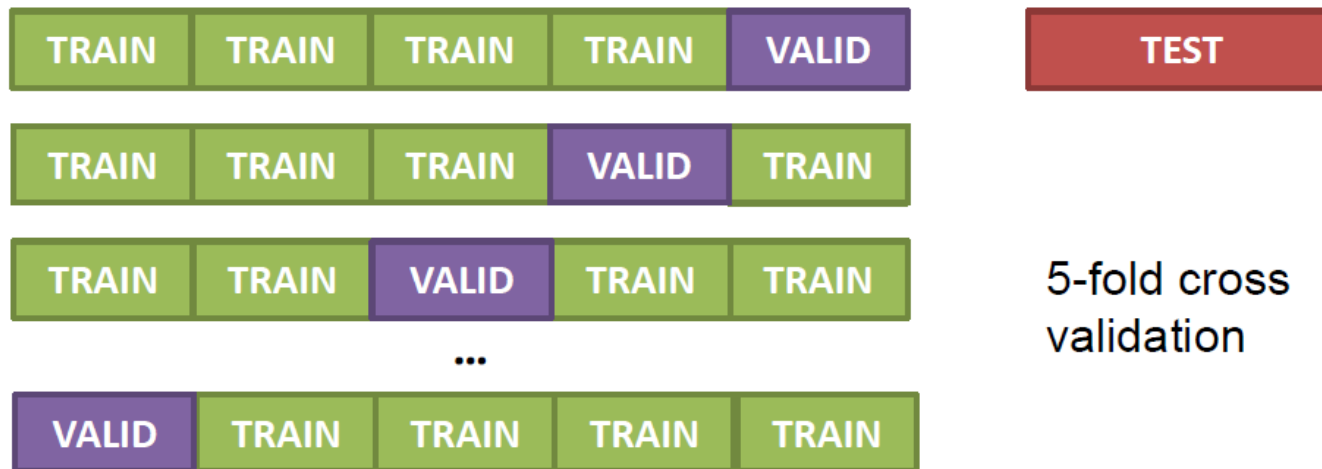 TRAIN TRAIN TRAIN TRAIN VALID TEST
TRAIN TRAIN TRAIN VALID TRAIN
TRAIN TRAIN VALID TRAIN TRAIN
5-fold cross
validation
...
VALID TRAIN TRAIN TRAIN TRAIN